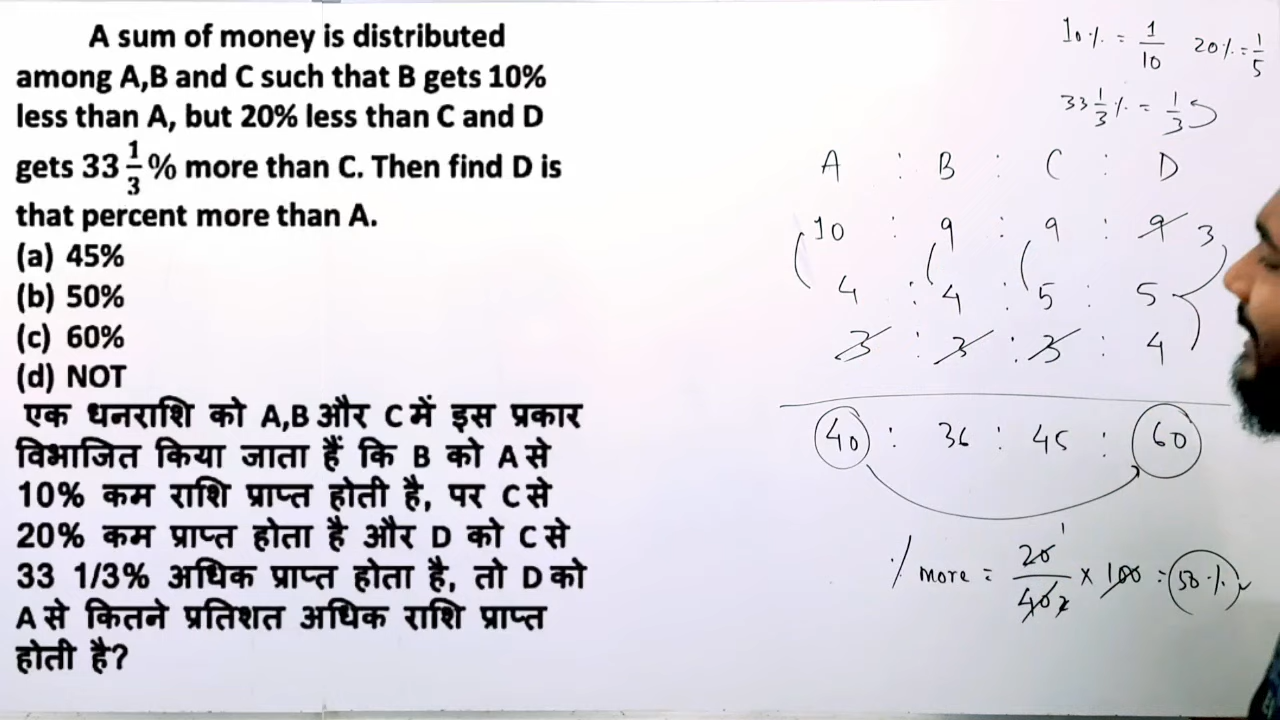 A sum of money is distributed
among A,B and C such that B gets 10%
less than A, but 20% less than C and D
gets 33 1/3 % more than C. Then find D is
that percent more than A.
(a) 45%
(b) 50%
(c) 60%
(d) NOT
एक धनराशि को A,B और C में इस प्रकार
विभाजित किया जाता हैं कि B को A से
10% कम राशि प्राप्त होती है, पर C से
20% कम प्राप्त होता है और D को C से
33 1/3% अधिक प्राप्त होता है, तो D को
A से कितने प्रतिशत अधिक राशि प्राप्त
होती है?
10% = 1/10 20% = 1/5
33 1/3 % = 1/3
A : B : C : D
10 : 9 : 9 : 9 3
4 : 4 : 5 : 5
3 : 3 : 3 : 4
40 : 36 : 45 : 60
% more = 20 1/40 2 × 100 = 50%